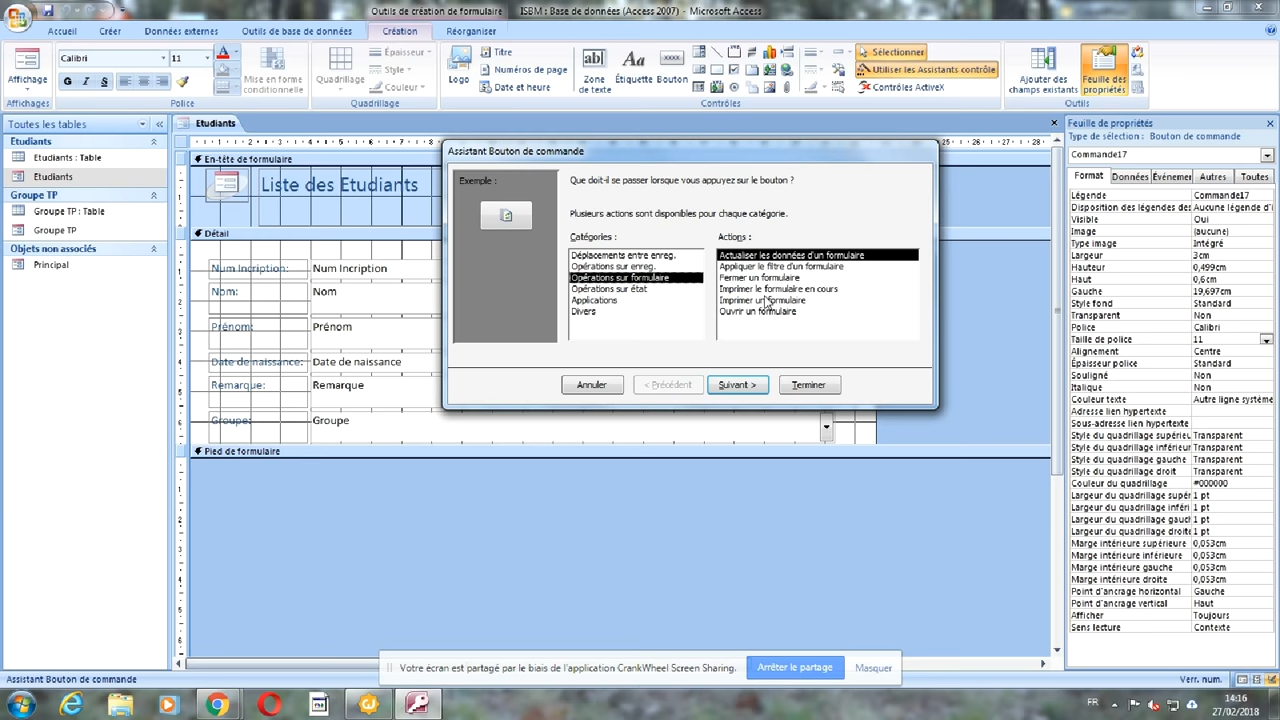 Outils de création de formulaire
ISBM : Base de données (Access 2007) - Microsoft Access
Accueil
Créer
Données externes
Outils de base de données
Création
Réorganiser
Affichage
Affichages
Calibri
11
G
I
S
Mise en forme conditionnelle
Police
Quadrillage
Épaisseur
Style
Couleur
Quadrillage
Logo
Titre
Numéros de page
Date et heure
ab
Zone de texte
Aa
Étiquette
xxxx
Bouton
Contrôles
Sélectionner
Utiliser les Assistants contrôle
Contrôles ActiveX
Ajouter des champs existants
Feuille des propriétés
Outils
Toutes les tables
Etudiants
Etudiants : Table
Etudiants
Groupe TP
Groupe TP : Table
Groupe TP
Objets non associés
Principal
Etudiants
En-tête de formulaire
Liste des Etudiants
Détail
Num Incription:
Num Incription
Nom:
Nom
Prénom:
Prénom
Date de naissance:
Date de naissance
Remarque:
Remarque
Groupe:
Groupe
Pied de formulaire
Assistant Bouton de commande
Exemple :
Que doit-il se passer lorsque vous appuyez sur le bouton ?
Plusieurs actions sont disponibles pour chaque catégorie.
Catégories :
Déplacements entre enreg.
Opérations sur enreg.
Opérations sur formulaire
Opérations sur état
Applications
Divers
Actions :
Actualiser les données d'un formulaire
Appliquer le filtre d'un formulaire
Fermer un formulaire
Imprimer le formulaire en cours
Imprimer un formulaire
Ouvrir un formulaire
Annuler
< Précédent
Suivant >
Terminer
Feuille de propriétés
Type de sélection : Bouton de commande
Commande17
Format
Données
Événemer
Autres
Toutes
Légende Commande17
Disposition des légendes des Aucune légende d'i
Visible Oui
Image (aucune)
Type image Intégré
Largeur 3cm
Hauteur 0,499cm
Haut 0,6cm
Gauche 19,697cm
Style fond Standard
Transparent Non
Police Calibri
Taille de police 11
Alignement Centre
Épaisseur police Standard
Souligné Non
Italique Non
Couleur texte Autre ligne système
Adresse lien hypertexte
Sous-adresse lien hypertexte
Style du quadrillage supérieu Transparent
Style du quadrillage inférieur Transparent
Style du quadrillage gauche Transparent
Style du quadrillage droit Transparent
Couleur du quadrillage #000000
Largeur du quadrillage supér 1 pt
Largeur du quadrillage inféri 1 pt
Largeur du quadrillage gauc 1 pt
Largeur du quadrillage droit 1 pt
Marge intérieure supérieure 0,053cm
Marge intérieure inférieure 0,053cm
Marge intérieure gauche 0,053cm
Marge intérieure droite 0,053cm
Point d'ancrage horizontal Gauche
Point d'ancrage vertical Haut
Afficher Toujours
Sens lecture Contexte
Votre écran est partagé par le biais de l'application CrankWheel Screen Sharing.
Arrêter le partage
Masquer
Assistant Bouton de commande
Verr. num.
FR
14:16
27/02/2018